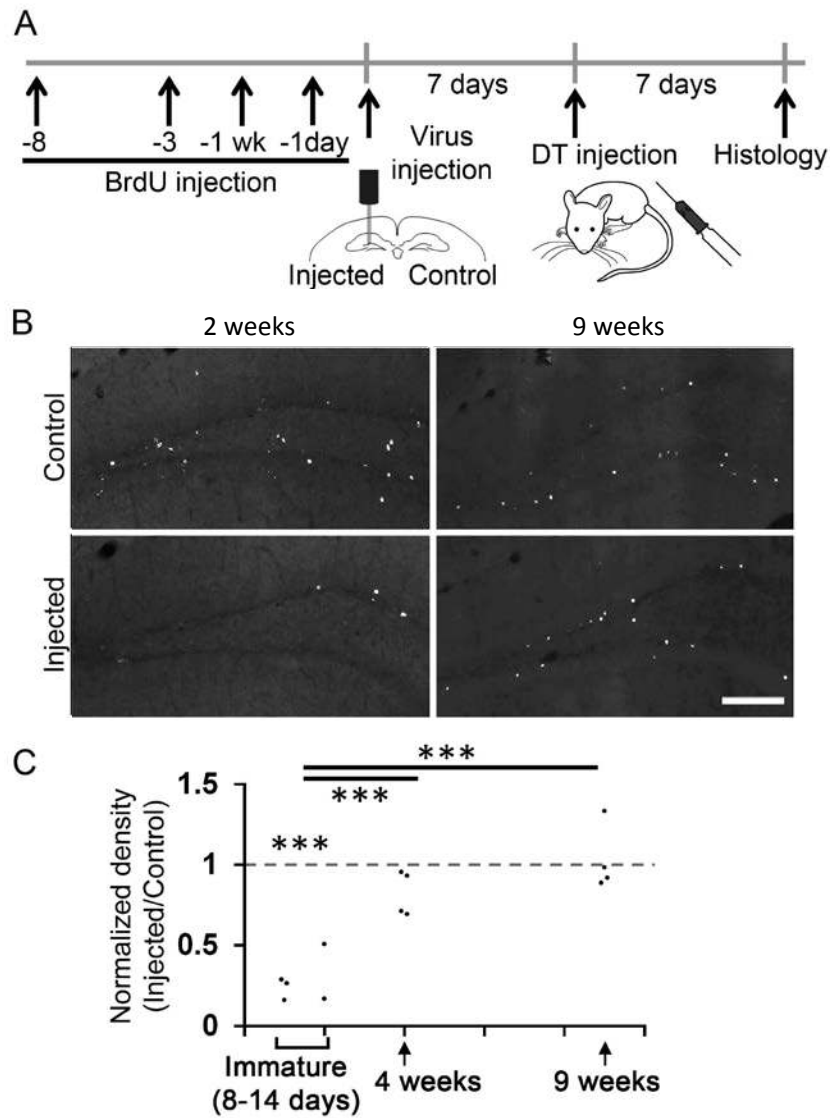 A
7 days
7 days
-8
-3
-1 wk
-1day
BrdU injection
Virus
injection
DT injection
Histology
Injected
Control
B
2 weeks
9 weeks
Control
Injected
C
***
***
***
1.5
1
0.5
0
Normalized density
(Injected/Control)
Immature
(8-14 days)
4 weeks
9 weeks